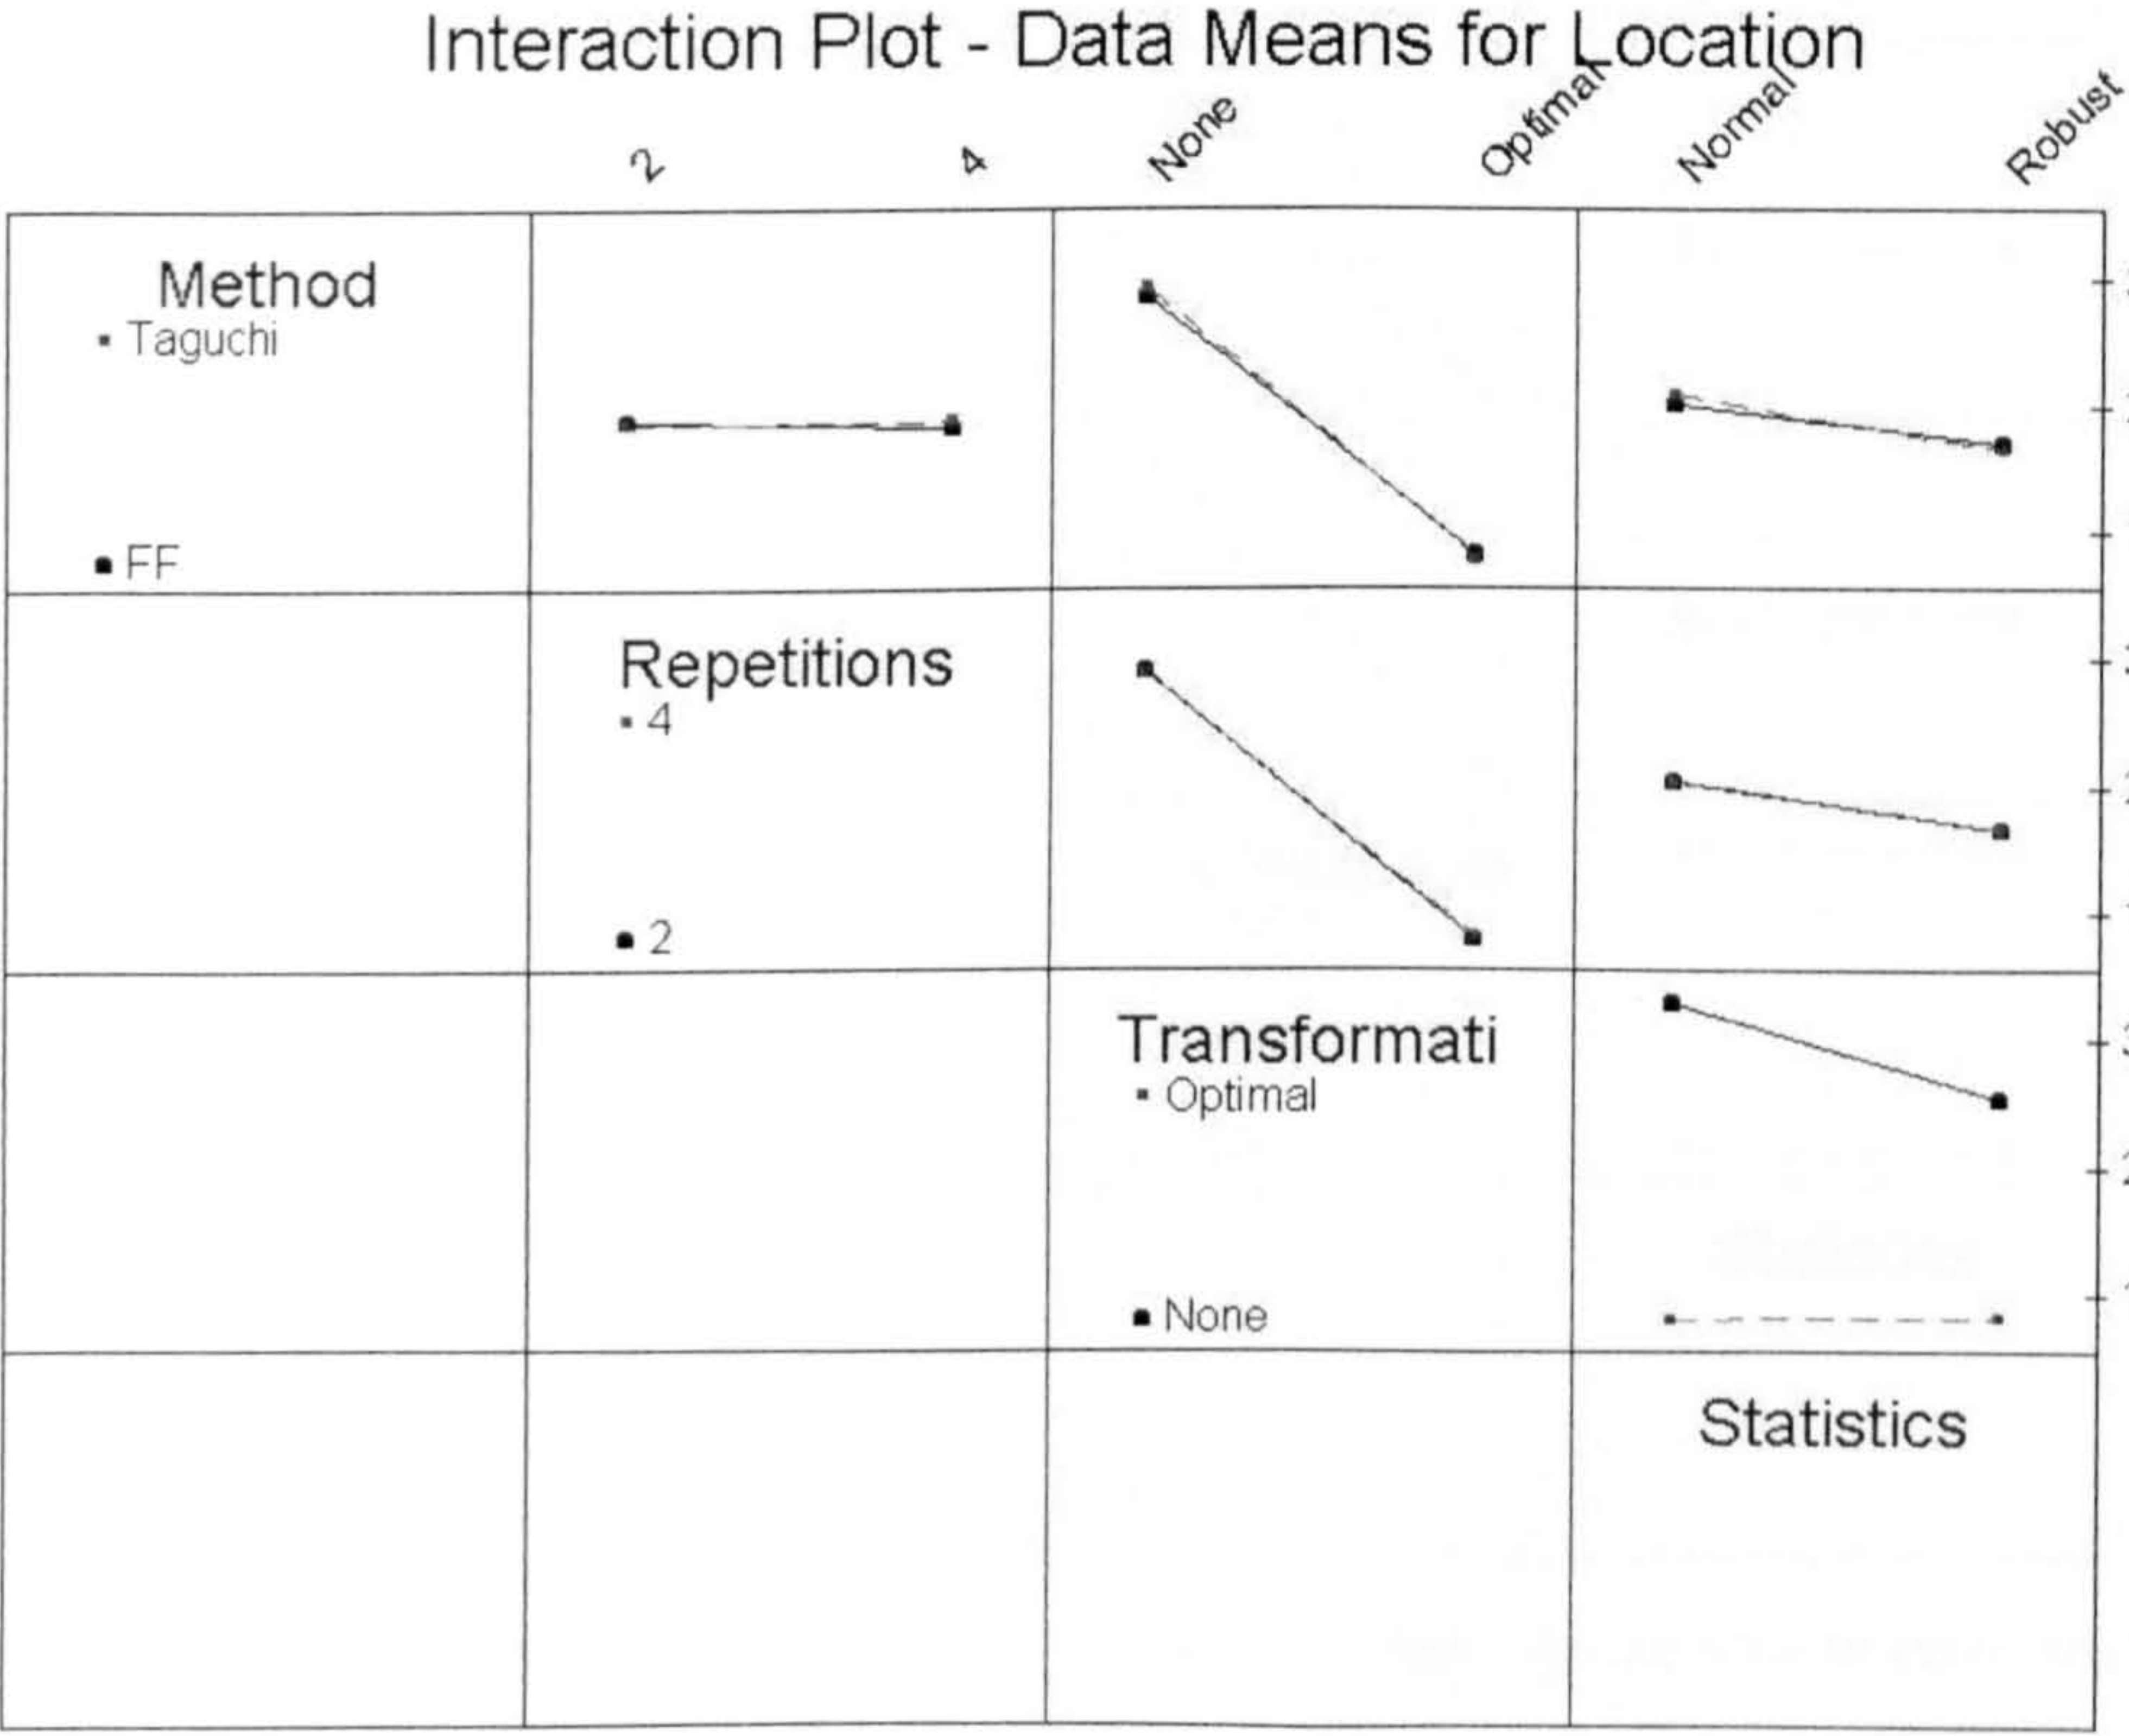 Interaction Plot - Data Means for Location
2 4 None Optimal Normal Robust
Method
Taguchi
FF
Repetitions
4
2
Transformati
Optimal
None
Statistics